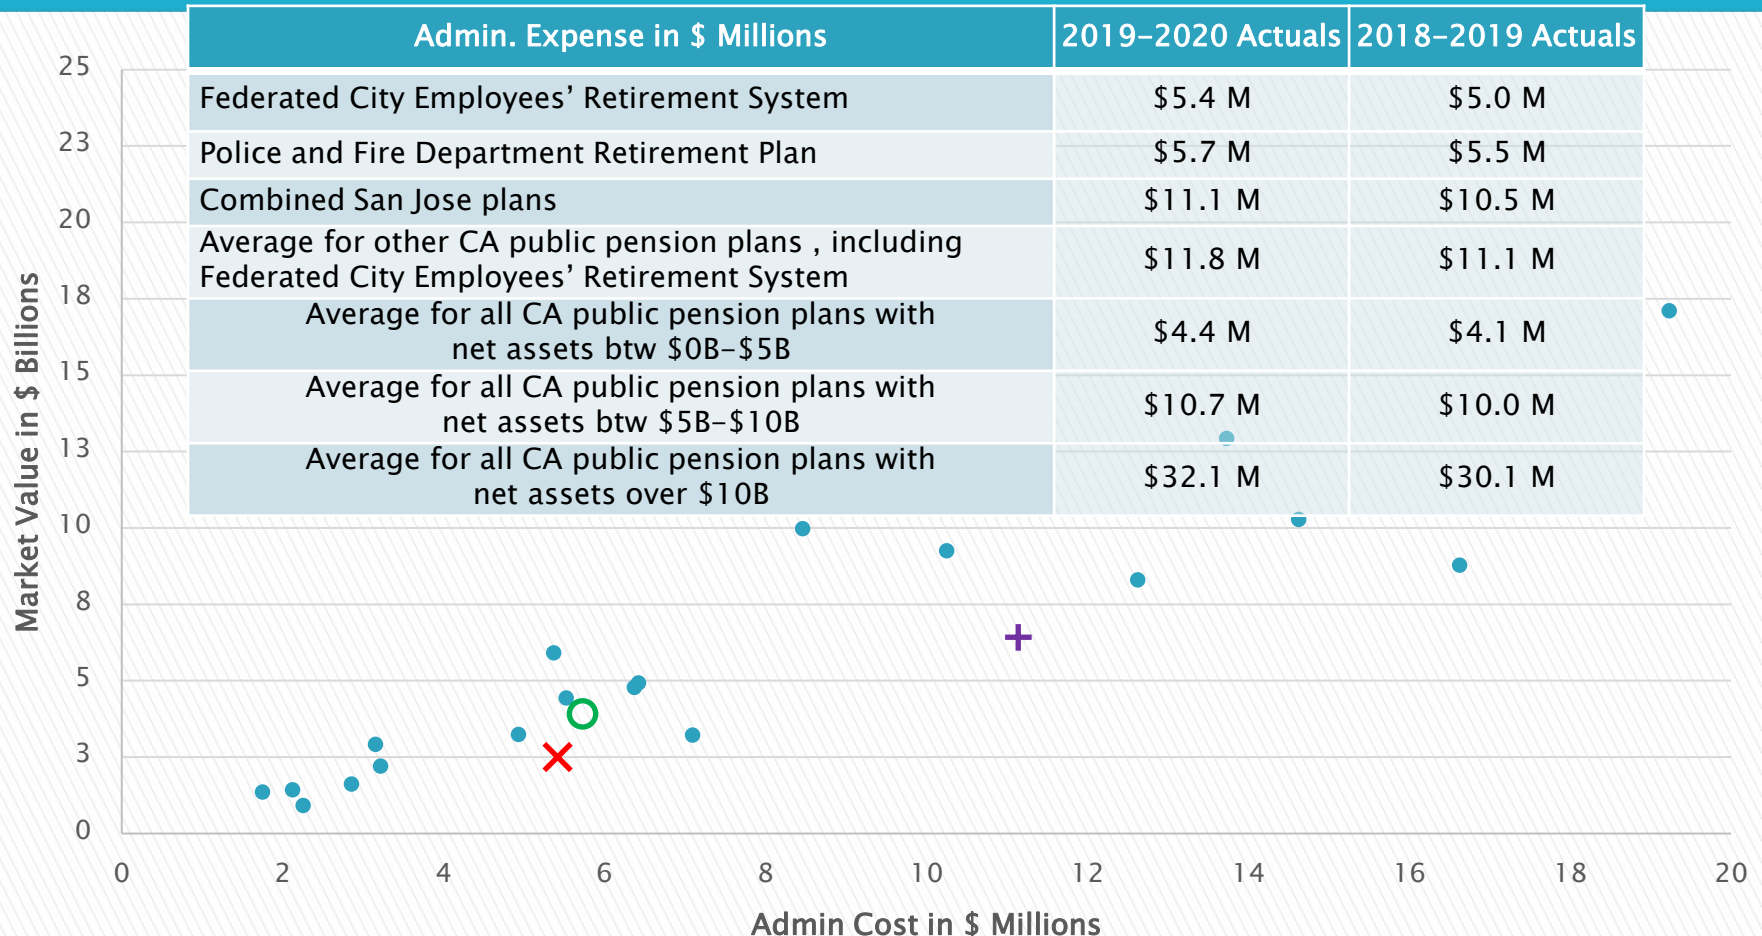 Admin. Expense in $ Millions 2019-2020 Actuals 2018-2019 Actuals
Federated City Employees’ Retirement System $5.4 M $5.0 M
Police and Fire Department Retirement Plan $5.7 M $5.5 M
Combined San Jose plans $11.1 M $10.5 M
Average for other CA public pension plans , including
Federated City Employees’ Retirement System $11.8 M $11.1 M
Average for all CA public pension plans with
net assets btw $0B-$5B $4.4 M $4.1 M
Average for all CA public pension plans with
net assets btw $5B-$10B $10.7 M $10.0 M
Average for all CA public pension plans with
net assets over $10B $32.1 M $30.1 M
Market Value in $ Billions
25
23
20
18
15
13
10
8
5
3
0
0 2 4 6 8 10 12 14 16 18 20
Admin Cost in $ Millions